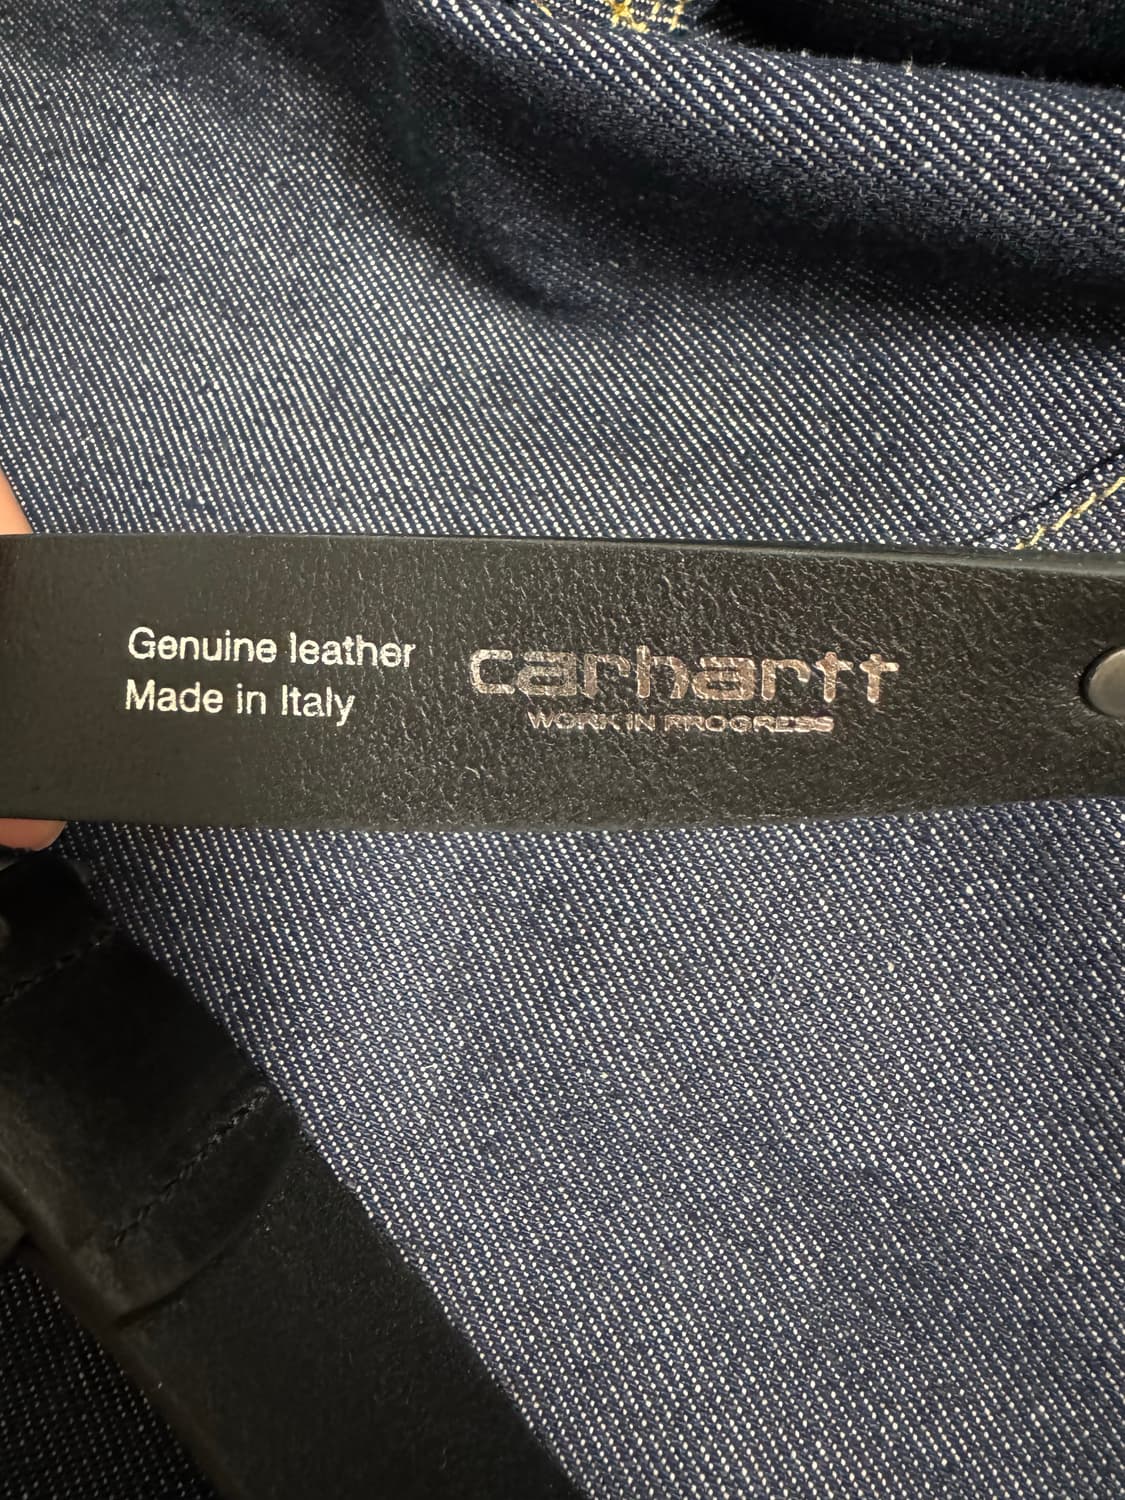 Genuine leather
Made in Italy
carhartt
WORK IN PROGRESS